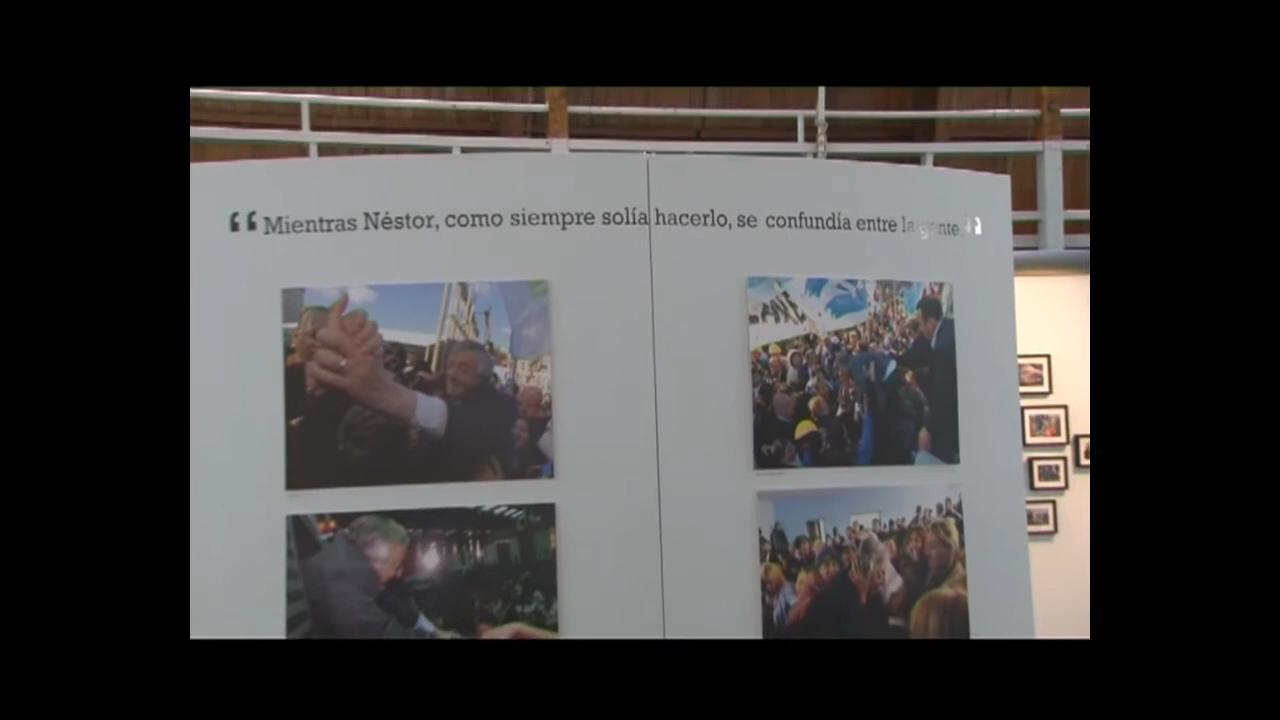 “Mientras Néstor, como siempre solía hacerlo, se confundía entre la gente.”